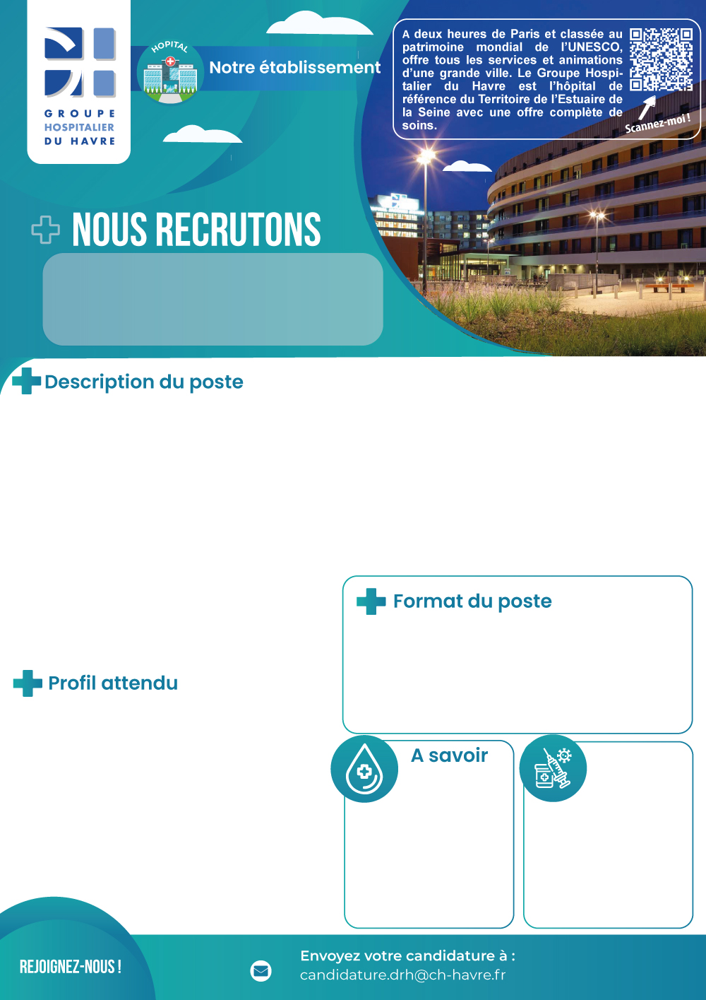 GROUPE
HOSPITALIER
DU HAVRE
HOPITAL
Notre établissement
A deux heures de Paris et classée au
patrimoine mondial de l'UNESCO,
offre tous les services et animations
d'une grande ville. Le Groupe Hospi-
talier du Havre est l'hôpital de
référence du Territoire de l'Estuaire de
la Seine avec une offre complète de
soins.
Scannez-moi !
NOUS RECRUTONS
Description du poste
Format du poste
Profil attendu
A savoir
REJOIGNEZ-NOUS !
Envoyez votre candidature à :
candidature.drh@ch-havre.fr